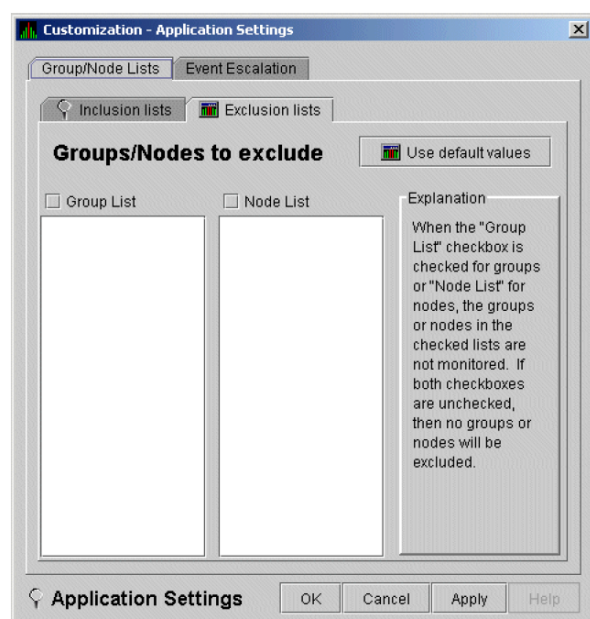 Customization - Application Settings
Group/Node Lists
Event Escalation
Inclusion lists
Exclusion lists
Groups/Nodes to exclude
Use default values
Group List
Node List
Explanation
When the "Group
List" checkbox is
checked for groups
or "Node List" for
nodes, the groups
or nodes in the
checked lists are
not monitored. If
both checkboxes
are unchecked,
then no groups or
nodes will be
excluded.
Application Settings
OK
Cancel
Apply
Help